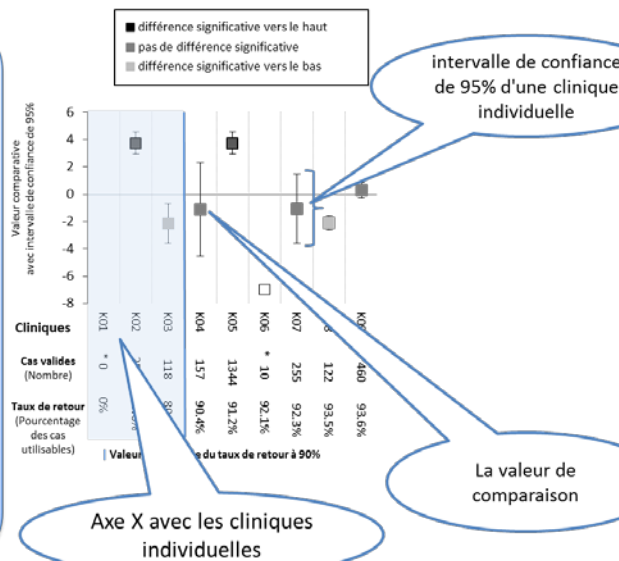 différence significative vers le haut
pas de différence significative
différence significative vers le bas
intervalle de confiance
de 95% d'une clinique
individuelle
Valeur comparative
avec intervalle de confiance de 95%
6
4
2
0
-2
-4
-6
-8
Cliniques K01 K02 K03 K04 K05 K06 K07 K09
Cas valides * 0 118 157 1344 * 10 255 122 460
(Nombre)
Taux de retour 0% 90.4% 91.2% 92.1% 92.3% 93.5% 93.6%
(Pourcentage
des cas
utilisables)
Valeur du taux de retour à 90%
La valeur de
comparaison
Axe X avec les cliniques
individuelles